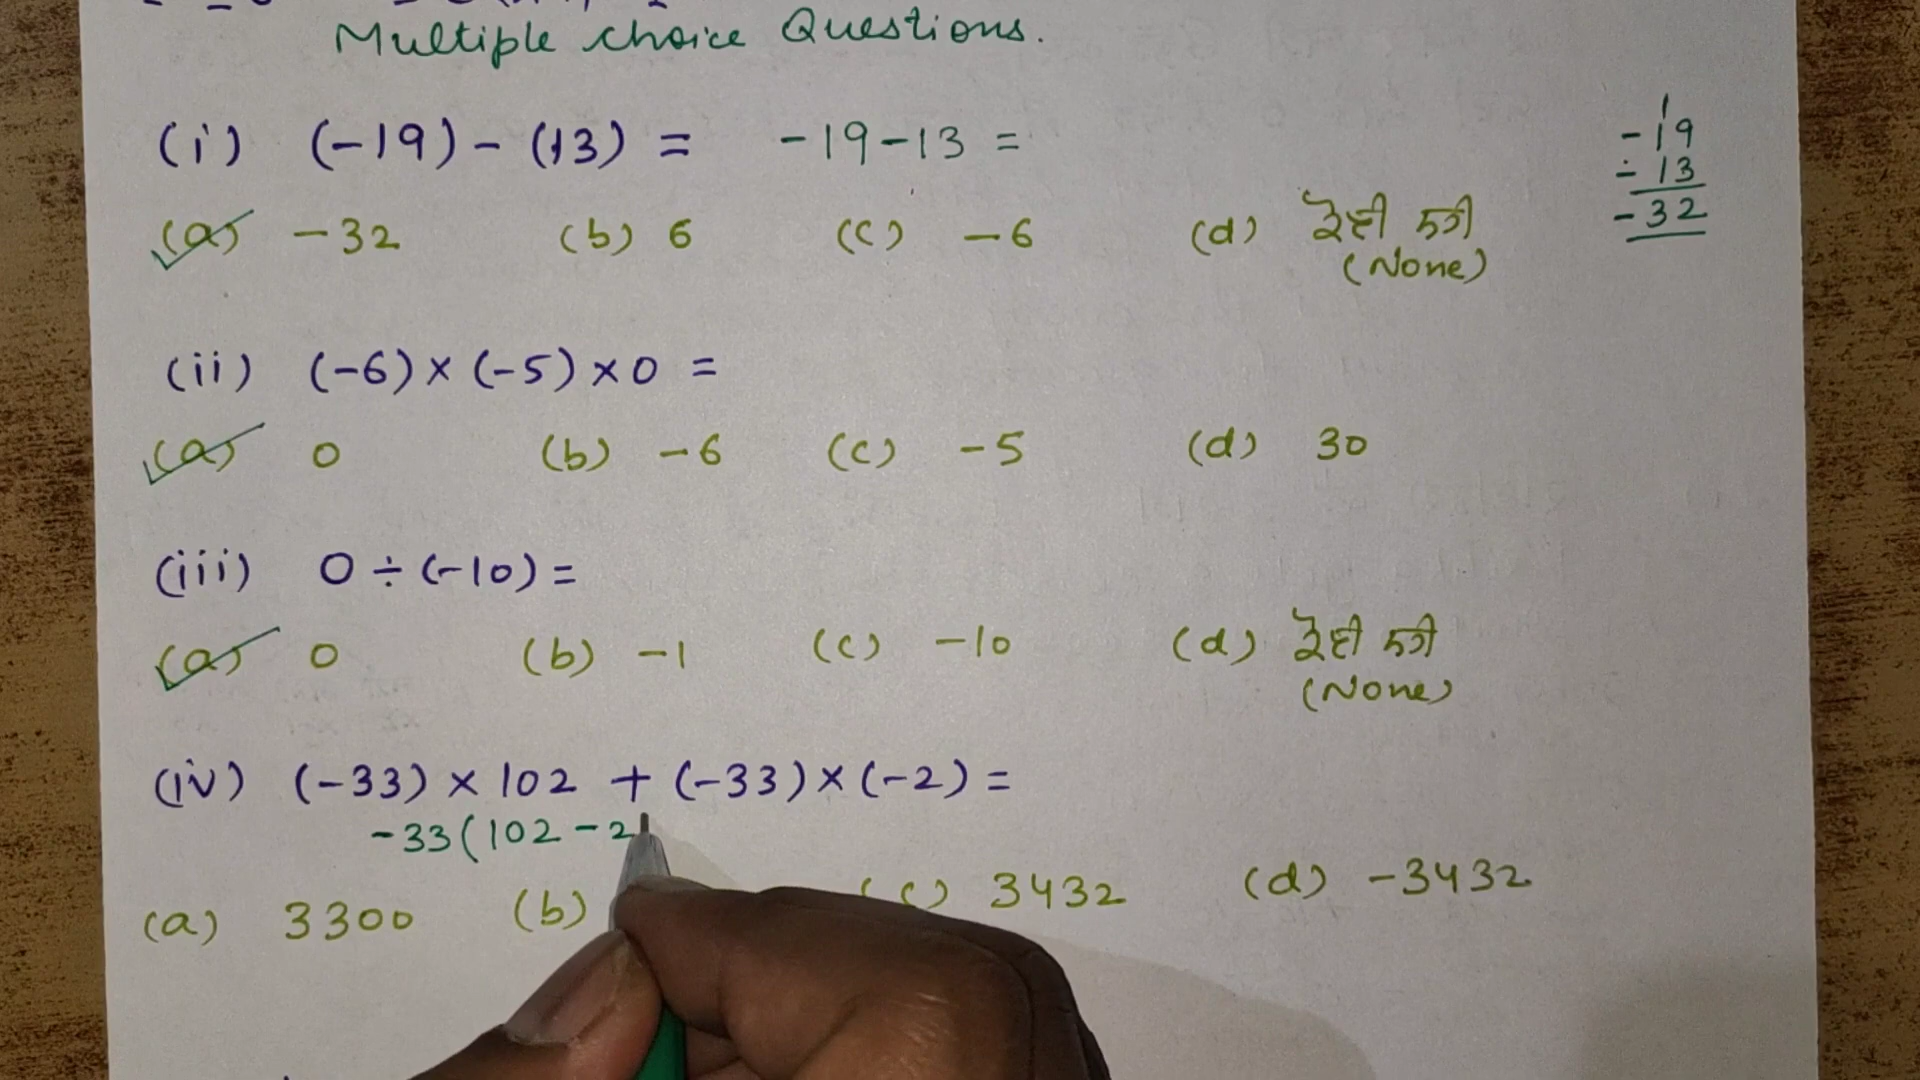 Multiple choice Questions.
(i) (-19) - (13) = -19-13 =
-19
- 13
-32
(a) -32 (b) 6 (c) -6 (d) ਕੋਈ ਨਹੀਂ
(None)
(ii) (-6) × (-5) × 0 =
(a) 0 (b) -6 (c) -5 (d) 30
(iii) 0 ÷ (-10) =
(a) 0 (b) -1 (c) -10 (d) ਕੋਈ ਨਹੀਂ
(None)
(iv) (-33) × 102 + (-33) × (-2) =
-33(102-2
(a) 3300 (b) (c) 3432 (d) -3432